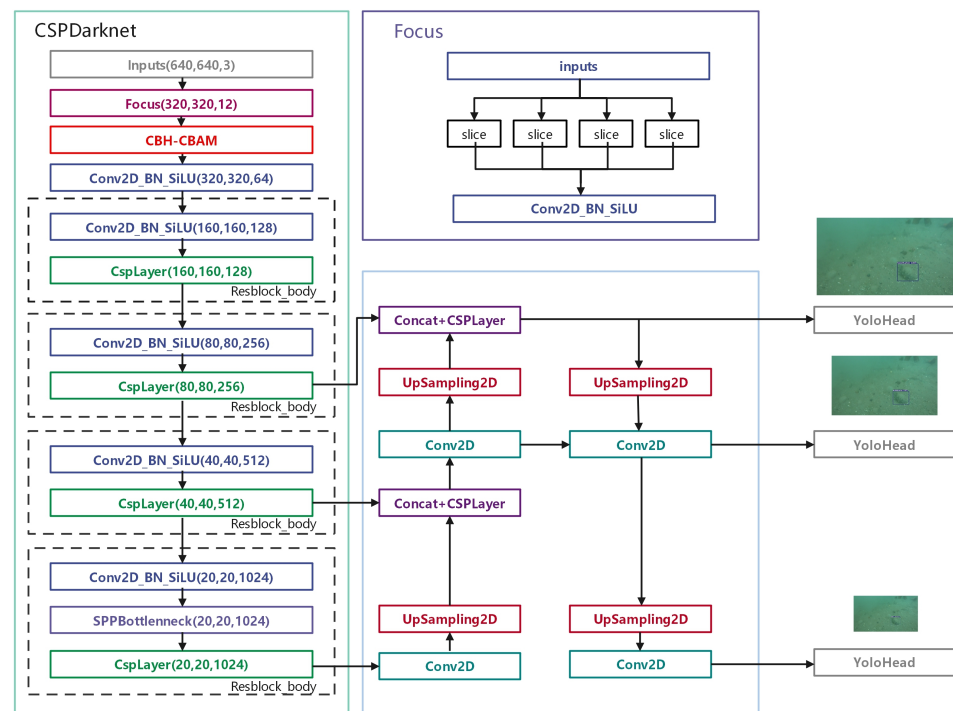 CSPDarknet
Inputs(640,640,3)
Focus(320,320,12)
CBH-CBAM
Conv2D_BN_SiLU(320,320,64)
Conv2D_BN_SiLU(160,160,128)
CspLayer(160,160,128)
Resblock_body
Conv2D_BN_SiLU(80,80,256)
CspLayer(80,80,256)
Resblock_body
Conv2D_BN_SiLU(40,40,512)
CspLayer(40,40,512)
Resblock_body
Conv2D_BN_SiLU(20,20,1024)
SPPBottlenneck(20,20,1024)
CspLayer(20,20,1024)
Resblock_body
Focus
inputs
slice slice slice slice
Conv2D_BN_SiLU
Concat+CSPLayer
UpSampling2D
Conv2D
Concat+CSPLayer
UpSampling2D
Conv2D
UpSampling2D
Conv2D
UpSampling2D
Conv2D
YoloHead
YoloHead
YoloHead